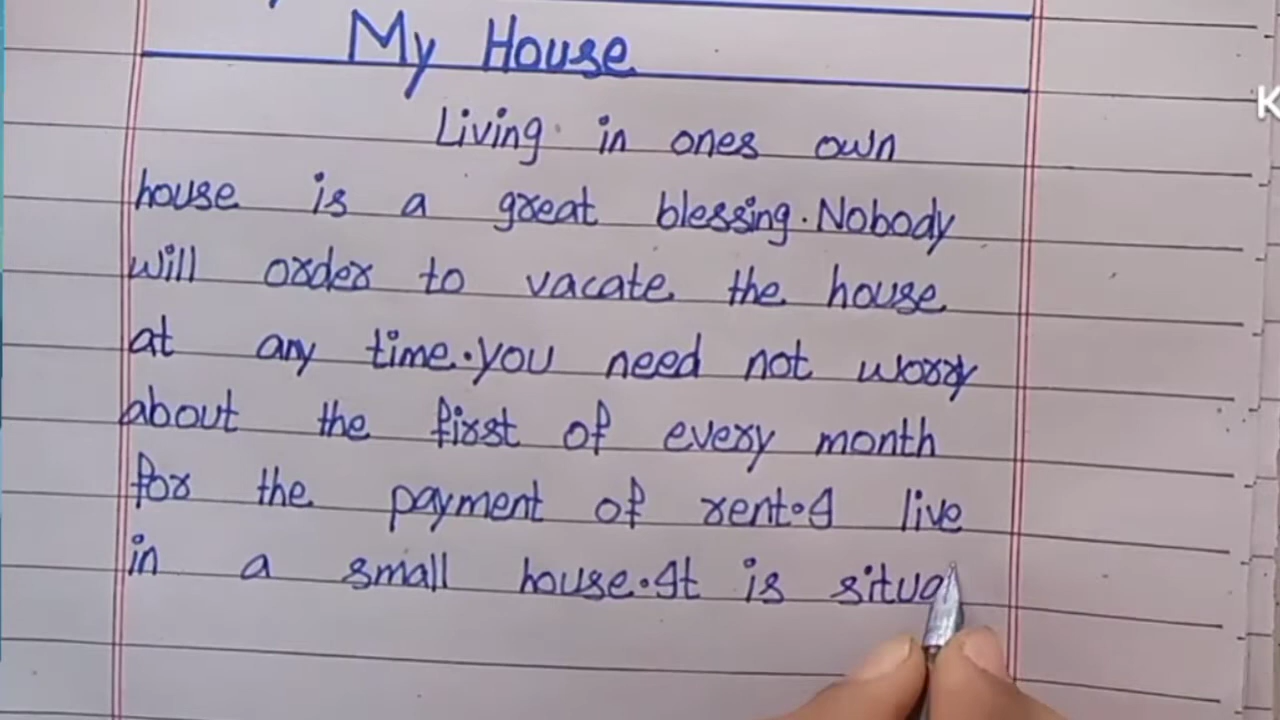 My House
Living in ones own
house is a great blessing. Nobody
will order to vacate the house
at any time. you need not worry
about the first of every month
for the payment of rent. I live
in a small house. It is situa
K